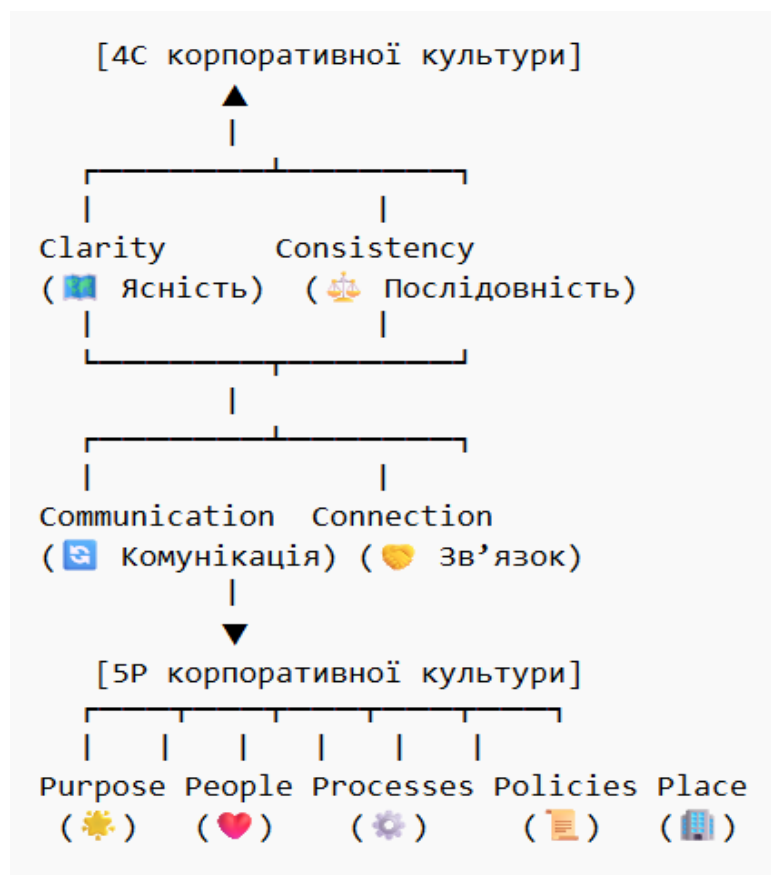 [4C корпоративної культури]
Clarity Consistency
(🗺️ Ясність) (⚖️ Послідовність)
Communication Connection
(🔄 Комунікація) (🤝 Зв’язок)
[5P корпоративної культури]
Purpose People Processes Policies Place
(🌟) (❤️) (⚙️) (📜) (🏢)